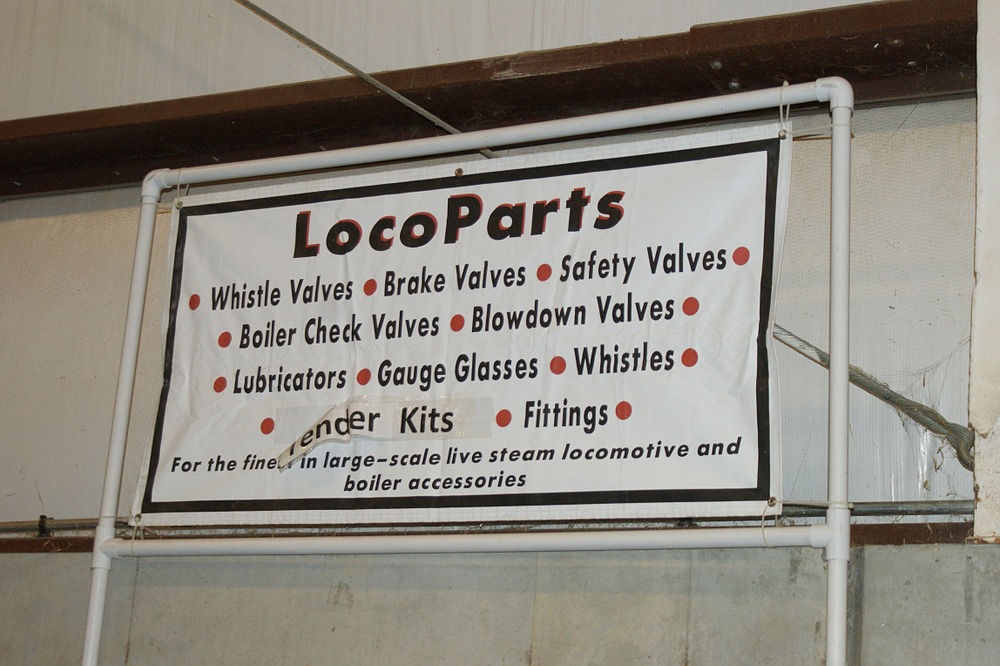 LocoParts
• Whistle Valves • Brake Valves • Safety Valves •
• Boiler Check Valves • Blowdown Valves •
• Lubricators • Gauge Glasses • Whistles •
• Tender Kits • Fittings •
For the finest in large-scale live steam locomotive and
boiler accessories